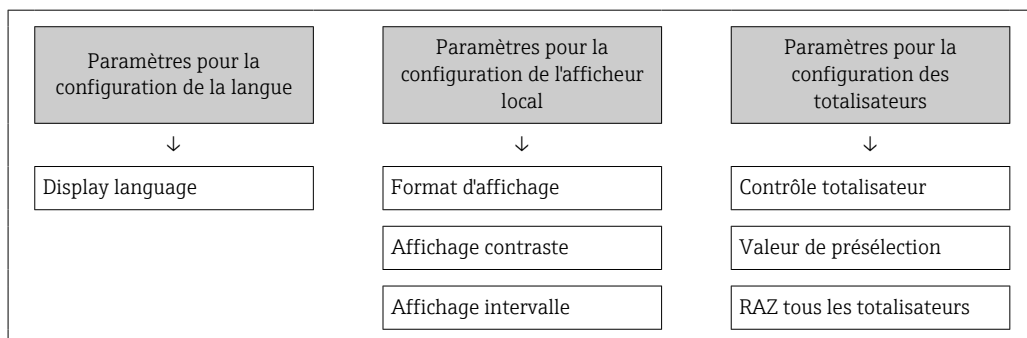 Paramètres pour la
configuration de la langue
↓
Display language
Paramètres pour la
configuration de l'afficheur
local
↓
Format d'affichage
Affichage contraste
Affichage intervalle
Paramètres pour la
configuration des
totalisateurs
↓
Contrôle totalisateur
Valeur de présélection
RAZ tous les totalisateurs